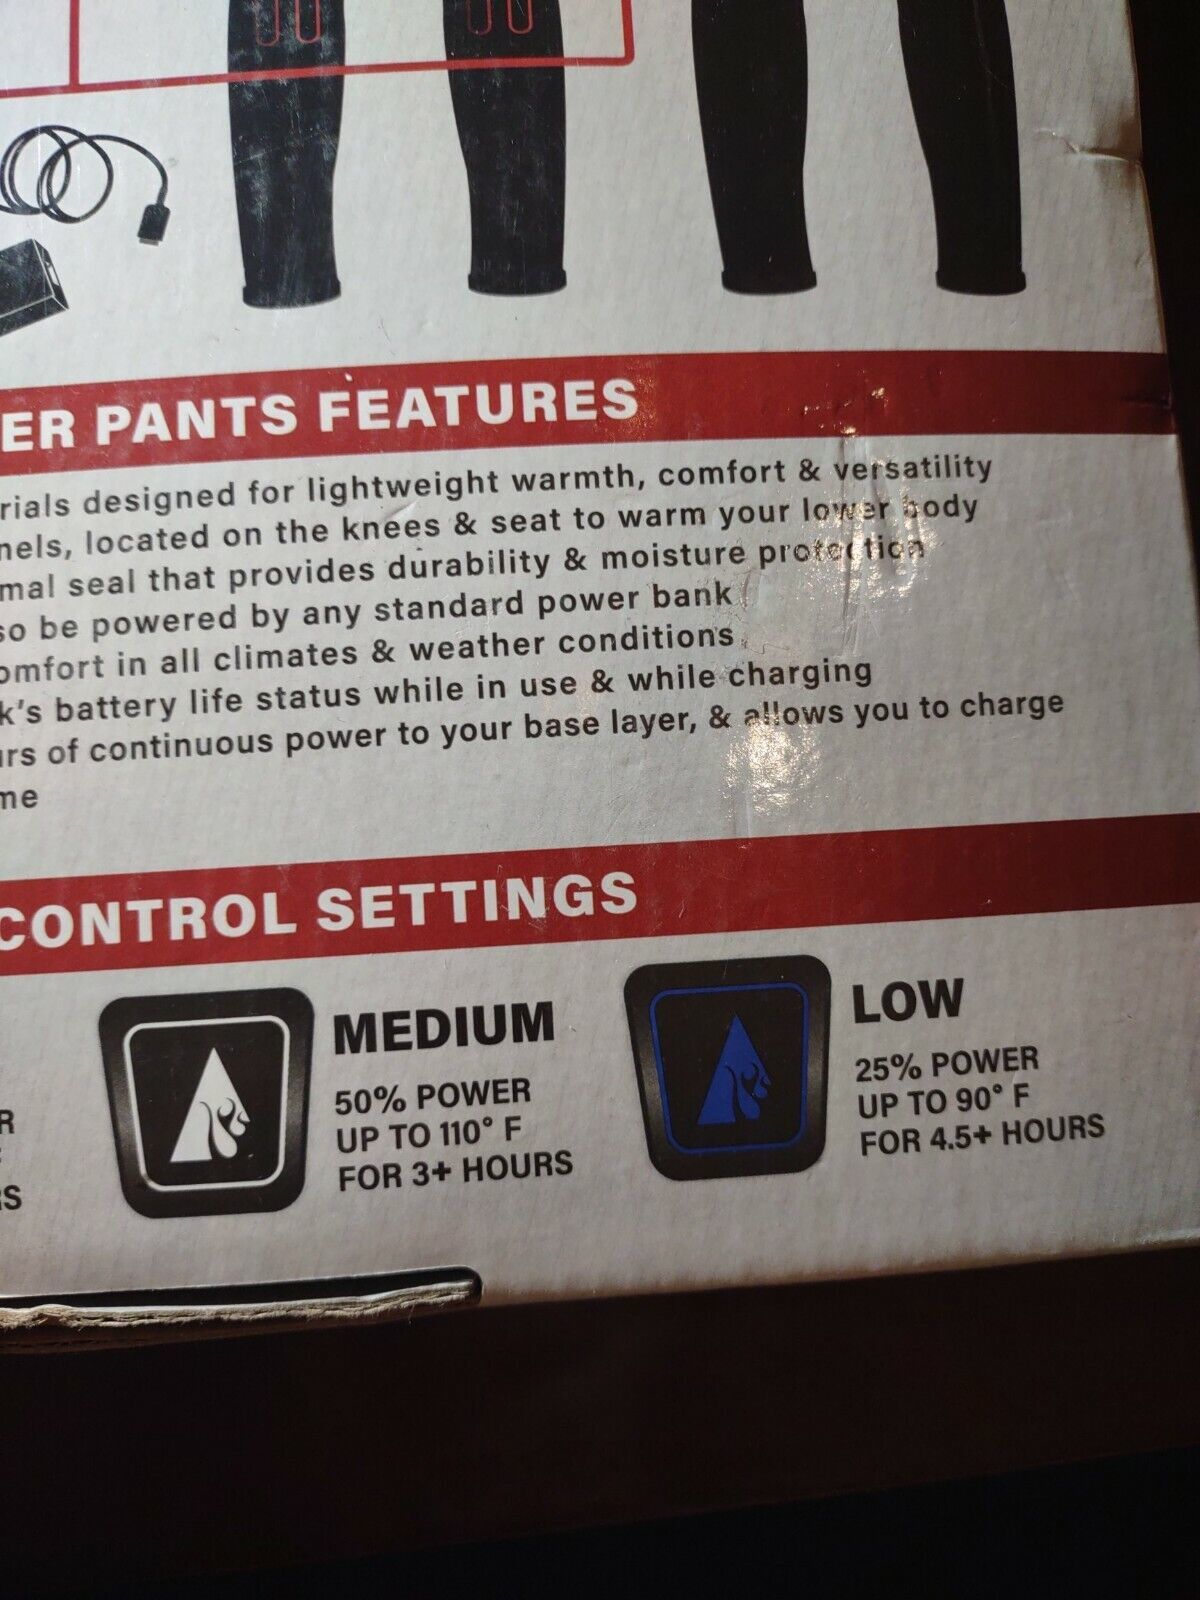 ER PANTS FEATURES
rials designed for lightweight warmth, comfort & versatility
nels, located on the knees & seat to warm your lower body
mal seal that provides durability & moisture protection
so be powered by any standard power bank
omfort in all climates & weather conditions
k's battery life status while in use & while charging
urs of continuous power to your base layer, & allows you to charge
me
CONTROL SETTINGS
MEDIUM
50% POWER
UP TO 110° F
FOR 3+ HOURS
LOW
25% POWER
UP TO 90° F
FOR 4.5+ HOURS
R
RS